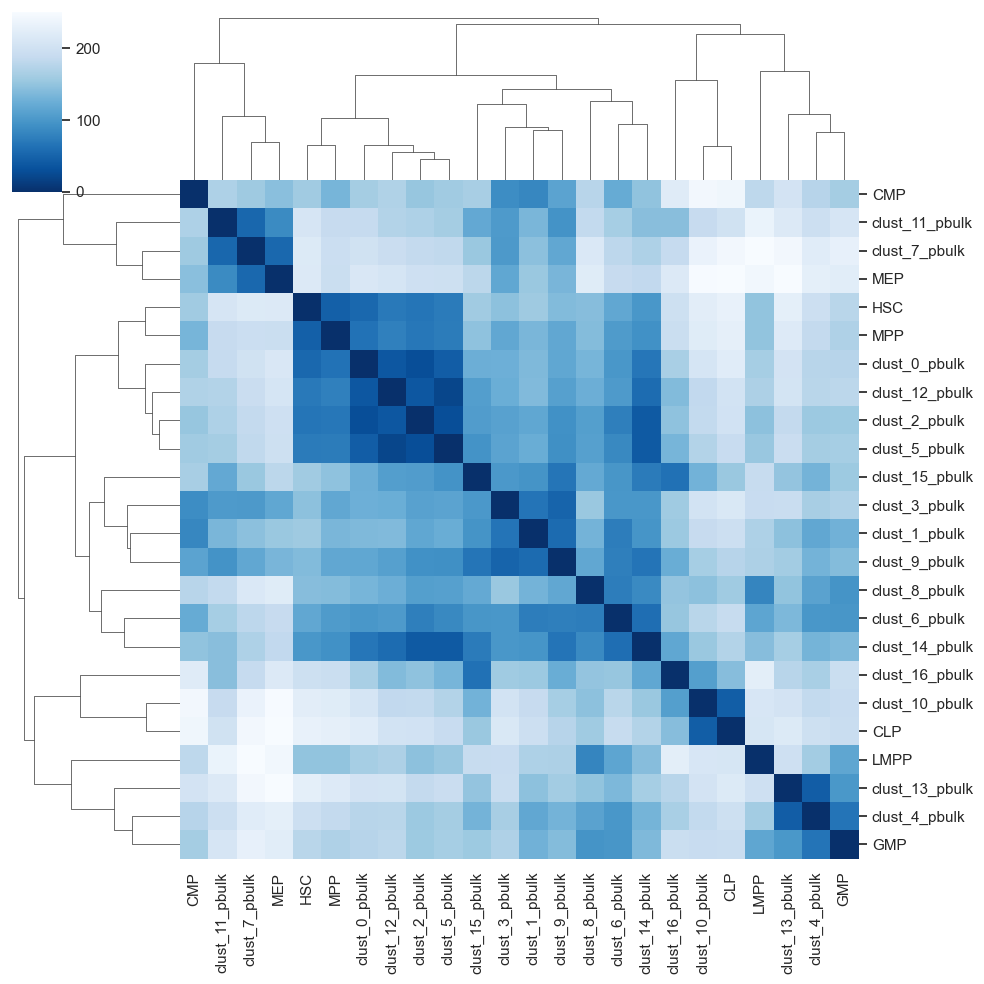 200
100
0
CMP
clust_11_pbulk
clust_7_pbulk
MEP
HSC
MPP
clust_0_pbulk
clust_12_pbulk
clust_2_pbulk
clust_5_pbulk
clust_15_pbulk
clust_3_pbulk
clust_1_pbulk
clust_9_pbulk
clust_8_pbulk
clust_6_pbulk
clust_14_pbulk
clust_16_pbulk
clust_10_pbulk
CLP
LMPP
clust_13_pbulk
clust_4_pbulk
GMP
CMP
clust_11_pbulk
clust_7_pbulk
MEP
HSC
MPP
clust_0_pbulk
clust_12_pbulk
clust_2_pbulk
clust_5_pbulk
clust_15_pbulk
clust_3_pbulk
clust_1_pbulk
clust_9_pbulk
clust_8_pbulk
clust_6_pbulk
clust_14_pbulk
clust_16_pbulk
clust_10_pbulk
CLP
LMPP
clust_13_pbulk
clust_4_pbulk
GMP